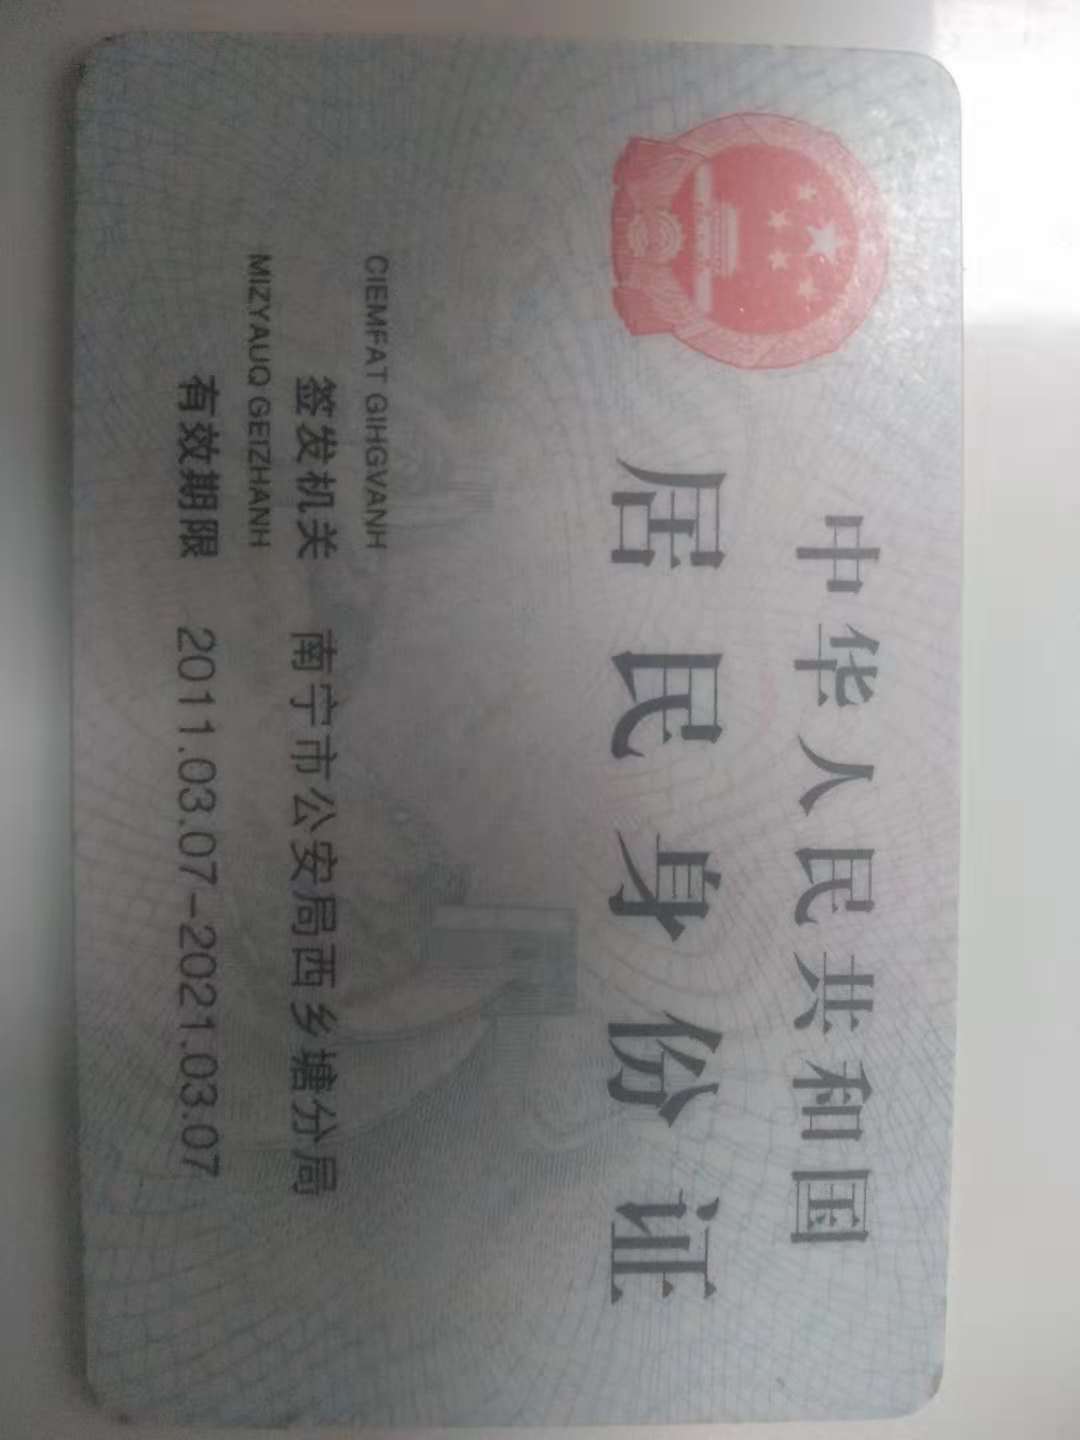 中华人民共和国
居民身份证
CIEMFAT GIHGVANH
签发机关 南宁市公安局西乡塘分局
MIZYAUQ GEIZHANH
有效期限 2011.03.07-2021.03.07